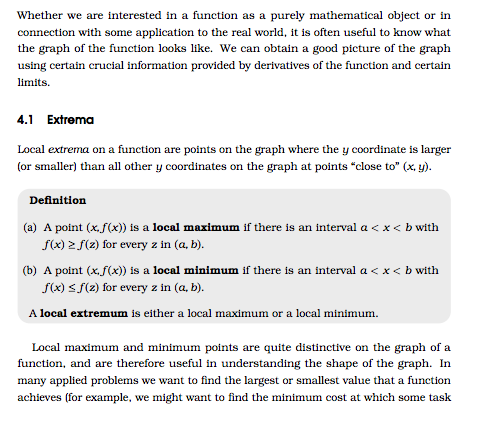 Whether we are interested in a function as a purely mathematical object or in
connection with some application to the real world, it is often useful to know what
the graph of the function looks like. We can obtain a good picture of the graph
using certain crucial information provided by derivatives of the function and certain
limits.
4.1 Extrema
Local extrema on a function are points on the graph where the y coordinate is larger
(or smaller) than all other y coordinates on the graph at points “close to” (x, y).
Definition
(a) A point (x, f(x)) is a local maximum if there is an interval a < x < b with
f(x) ≥ f(z) for every z in (a, b).
(b) A point (x, f(x)) is a local minimum if there is an interval a < x < b with
f(x) ≤ f(z) for every z in (a, b).
A local extremum is either a local maximum or a local minimum.
Local maximum and minimum points are quite distinctive on the graph of a
function, and are therefore useful in understanding the shape of the graph. In
many applied problems we want to find the largest or smallest value that a function
achieves (for example, we might want to find the minimum cost at which some task